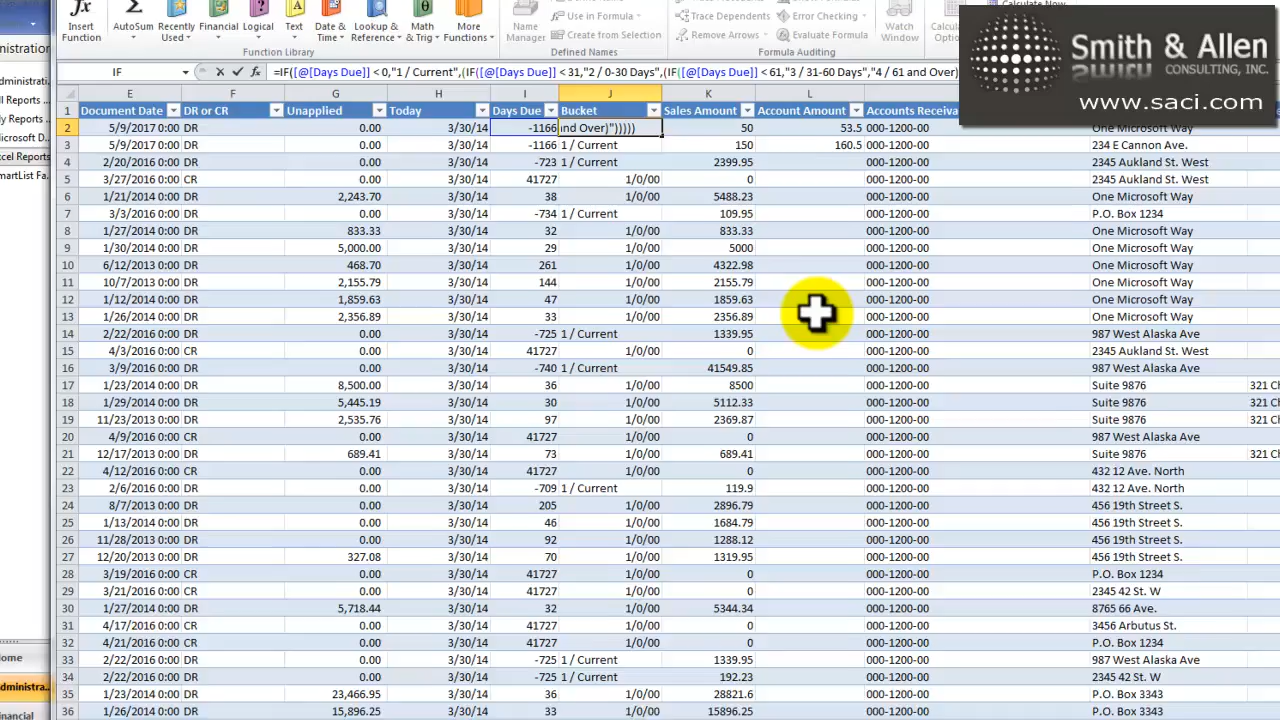 Insert Function
AutoSum
Recently Used
Financial
Logical
Text
Date & Time
Lookup & Reference
Math & Trig
More Functions
Function Library
Name Manager
Use in Formula
Create from Selection
Defined Names
Trace Dependents
Remove Arrows
Error Checking
Evaluate Formula
Formula Auditing
Watch Window
Calculate Now
Smith & Allen
CONSULTING, INC.
www.saci.com
IF =IF([@[Days Due]] < 0,"1 / Current",(IF([@[Days Due]] < 31,"2 / 0-30 Days",(IF([@[Days Due]] < 61,"3 / 31-60 Days","4 / 61 and Over)
E F G H I J K L
1 Document Date DR or CR Unapplied Today Days Due Bucket Sales Amount Account Amount Accounts Receiva
2 5/9/2017 0:00 DR 0.00 3/30/14 -1166 and Over)"))))) 50 53.5 000-1200-00 One Microsoft Way
3 5/9/2017 0:00 DR 0.00 3/30/14 -1166 1 / Current 150 160.5 000-1200-00 234 E Cannon Ave.
4 2/20/2016 0:00 DR 0.00 3/30/14 -723 1 / Current 2399.95 000-1200-00 2345 Aukland St. West
5 3/27/2016 0:00 CR 0.00 3/30/14 41727 1/0/00 0 000-1200-00 2345 Aukland St. West
6 1/21/2014 0:00 DR 2,243.70 3/30/14 38 1/0/00 5488.23 000-1200-00 One Microsoft Way
7 3/3/2016 0:00 DR 0.00 3/30/14 -734 1 / Current 109.95 000-1200-00 P.O. Box 1234
8 1/27/2014 0:00 DR 833.33 3/30/14 32 1/0/00 833.33 000-1200-00 One Microsoft Way
9 1/30/2014 0:00 DR 5,000.00 3/30/14 29 1/0/00 5000 000-1200-00 One Microsoft Way
10 6/12/2013 0:00 DR 468.70 3/30/14 261 1/0/00 4322.98 000-1200-00 One Microsoft Way
11 10/7/2013 0:00 DR 2,155.79 3/30/14 144 1/0/00 2155.79 000-1200-00 One Microsoft Way
12 1/12/2014 0:00 DR 1,859.63 3/30/14 47 1/0/00 1859.63 000-1200-00 One Microsoft Way
13 1/26/2014 0:00 DR 2,356.89 3/30/14 33 1/0/00 2356.89 000-1200-00 One Microsoft Way
14 2/22/2016 0:00 DR 0.00 3/30/14 -725 1 / Current 1339.95 000-1200-00 987 West Alaska Ave
15 4/3/2016 0:00 CR 0.00 3/30/14 41727 1/0/00 0 000-1200-00 2345 Aukland St. West
16 3/9/2016 0:00 DR 0.00 3/30/14 -740 1 / Current 41549.85 000-1200-00 987 West Alaska Ave
17 1/23/2014 0:00 DR 8,500.00 3/30/14 36 1/0/00 8500 000-1200-00 Suite 9876 321 Ch
18 1/29/2014 0:00 DR 5,445.19 3/30/14 30 1/0/00 5112.33 000-1200-00 Suite 9876 321 Ch
19 11/23/2013 0:00 DR 2,535.76 3/30/14 97 1/0/00 2369.87 000-1200-00 Suite 9876 321 Ch
20 4/9/2016 0:00 CR 0.00 3/30/14 41727 1/0/00 0 000-1200-00 987 West Alaska Ave
21 12/17/2013 0:00 DR 689.41 3/30/14 73 1/0/00 689.41 000-1200-00 Suite 9876 321 Ch
22 4/12/2016 0:00 CR 0.00 3/30/14 41727 1/0/00 0 000-1200-00 432 12 Ave. North
23 2/6/2016 0:00 DR 0.00 3/30/14 -709 1 / Current 119.9 000-1200-00 432 12 Ave. North
24 8/7/2013 0:00 DR 0.00 3/30/14 205 1/0/00 2896.79 000-1200-00 456 19th Street S.
25 1/13/2014 0:00 DR 0.00 3/30/14 46 1/0/00 1684.79 000-1200-00 456 19th Street S.
26 11/28/2013 0:00 DR 0.00 3/30/14 92 1/0/00 1288.12 000-1200-00 456 19th Street S.
27 12/20/2013 0:00 DR 327.08 3/30/14 70 1/0/00 1319.95 000-1200-00 456 19th Street S.
28 3/19/2016 0:00 CR 0.00 3/30/14 41727 1/0/00 0 000-1200-00 P.O. Box 1234
29 3/21/2016 0:00 CR 0.00 3/30/14 41727 1/0/00 0 000-1200-00 2345 42 St. W
30 1/27/2014 0:00 DR 5,718.44 3/30/14 32 1/0/00 5344.34 000-1200-00 8765 66 Ave.
31 4/17/2016 0:00 CR 0.00 3/30/14 41727 1/0/00 0 000-1200-00 3456 Arbutus St.
32 4/21/2016 0:00 CR 0.00 3/30/14 41727 1/0/00 0 000-1200-00 P.O. Box 1234
33 2/22/2016 0:00 DR 0.00 3/30/14 -725 1 / Current 1339.95 000-1200-00 987 West Alaska Ave
34 2/22/2016 0:00 DR 0.00 3/30/14 -725 1 / Current 192.23 000-1200-00 2345 42 St. W
35 1/23/2014 0:00 DR 23,466.95 3/30/14 36 1/0/00 28821.6 000-1200-00 P.O. Box 3343
36 1/26/2014 0:00 DR 15,896.25 3/30/14 33 1/0/00 15896.25 000-1200-00 P.O. Box 3343